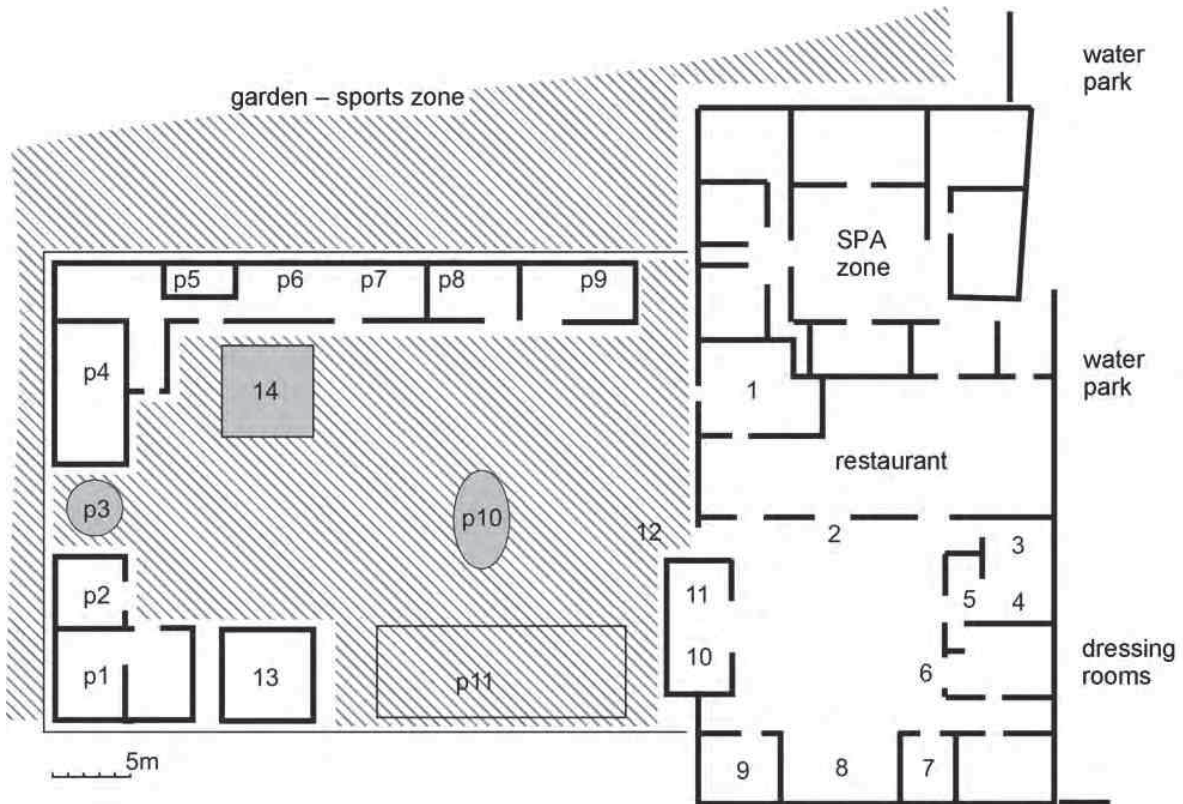 water
park
garden – sports zone
SPA
zone
p5
p6
p7
p8
p9
p4
14
1
water
park
restaurant
p3
p10
12
2
3
p2
11
5
4
p1
13
p11
10
6
dressing
rooms
5m
9
8
7